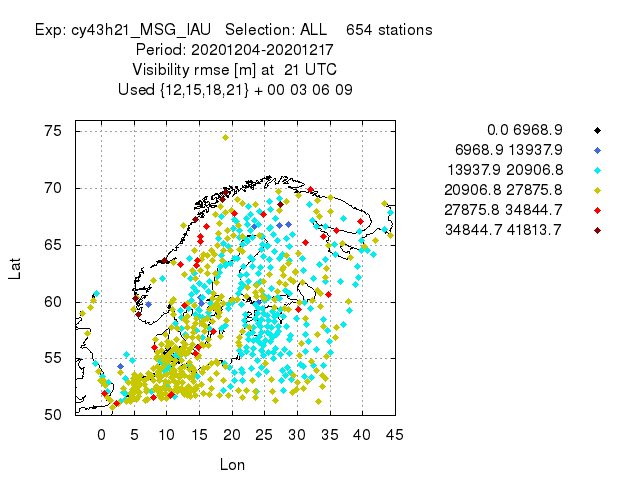 Exp: cy43h21_MSG_IAU   Selection: ALL    654 stations
Period: 20201204-20201217
Visibility rmse [m] at  21 UTC
Used {12,15,18,21} + 00 03 06 09
0.0 6968.9
6968.9 13937.9
13937.9 20906.8
20906.8 27875.8
27875.8 34844.7
34844.7 41813.7
75
70
65
60
55
50
Lat
0 5 10 15 20 25 30 35 40 45
Lon